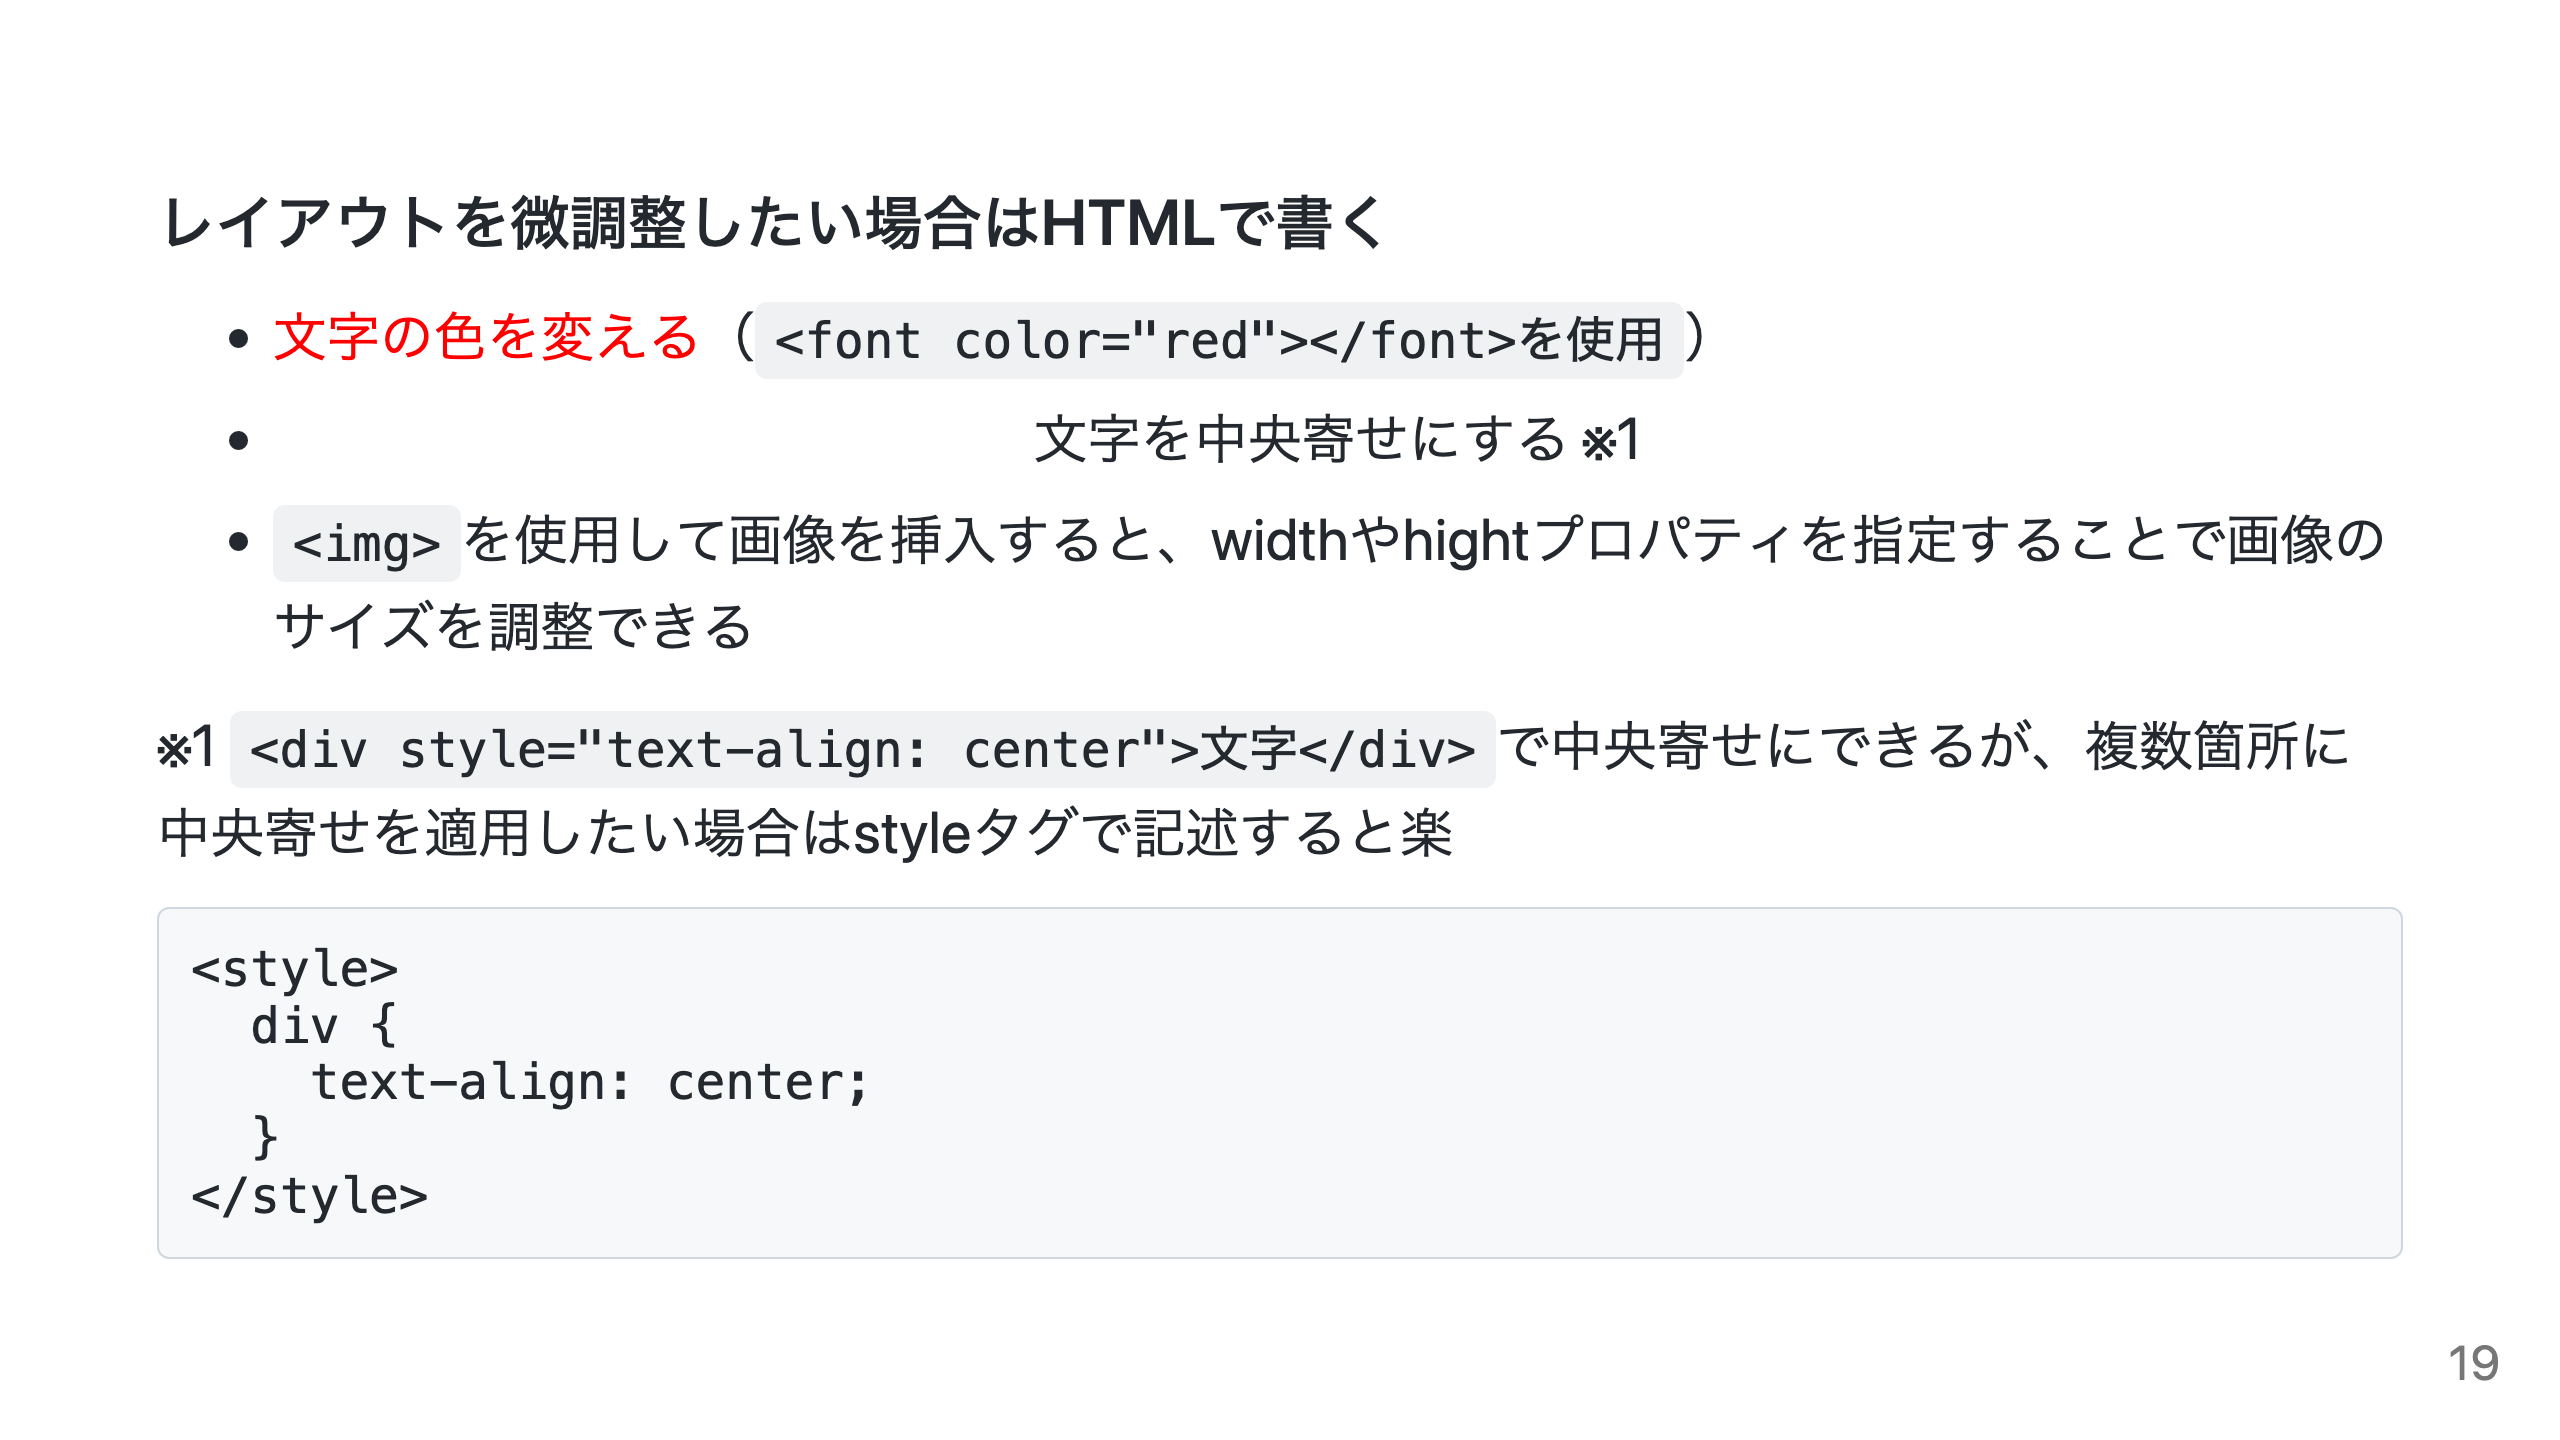 レイアウトを微調整したい場合はHTMLで書く
• 文字の色を変える（<font color="red"></font>を使用）
• 文字を中央寄せにする ※1
• <img>を使用して画像を挿入すると、widthやhightプロパティを指定することで画像の
サイズを調整できる
※1 <div style="text-align: center">文字</div>で中央寄せにできるが、複数箇所に
中央寄せを適用したい場合はstyleタグで記述すると楽
<style>
  div {
    text-align: center;
  }
</style>
19